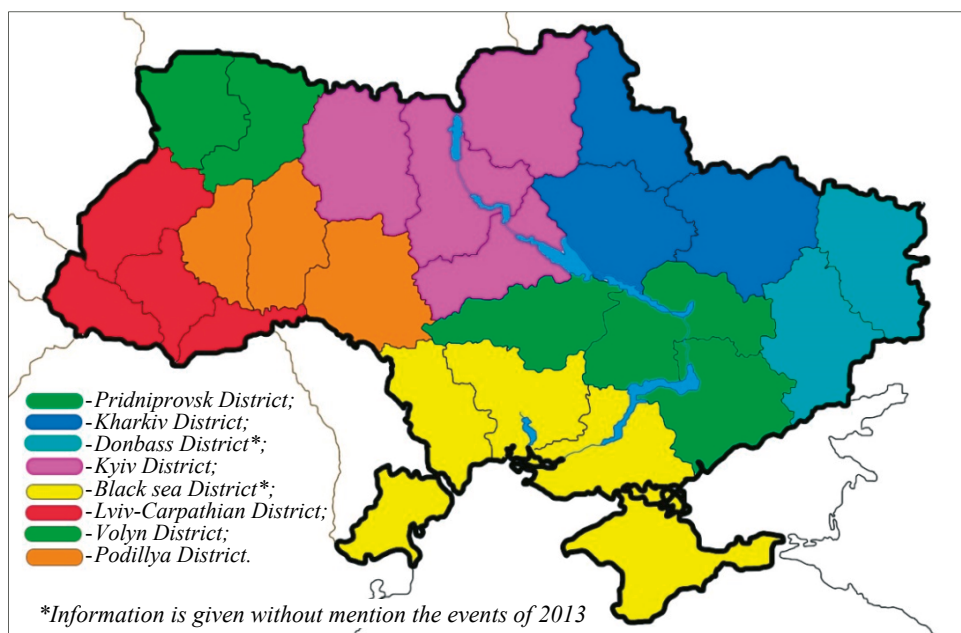 -Pridniprovsk District;
-Kharkiv District;
-Donbass District*;
-Kyiv District;
-Black sea District*;
-Lviv-Carpathian District;
-Volyn District;
-Podillya District.
*Information is given without mention the events of 2013